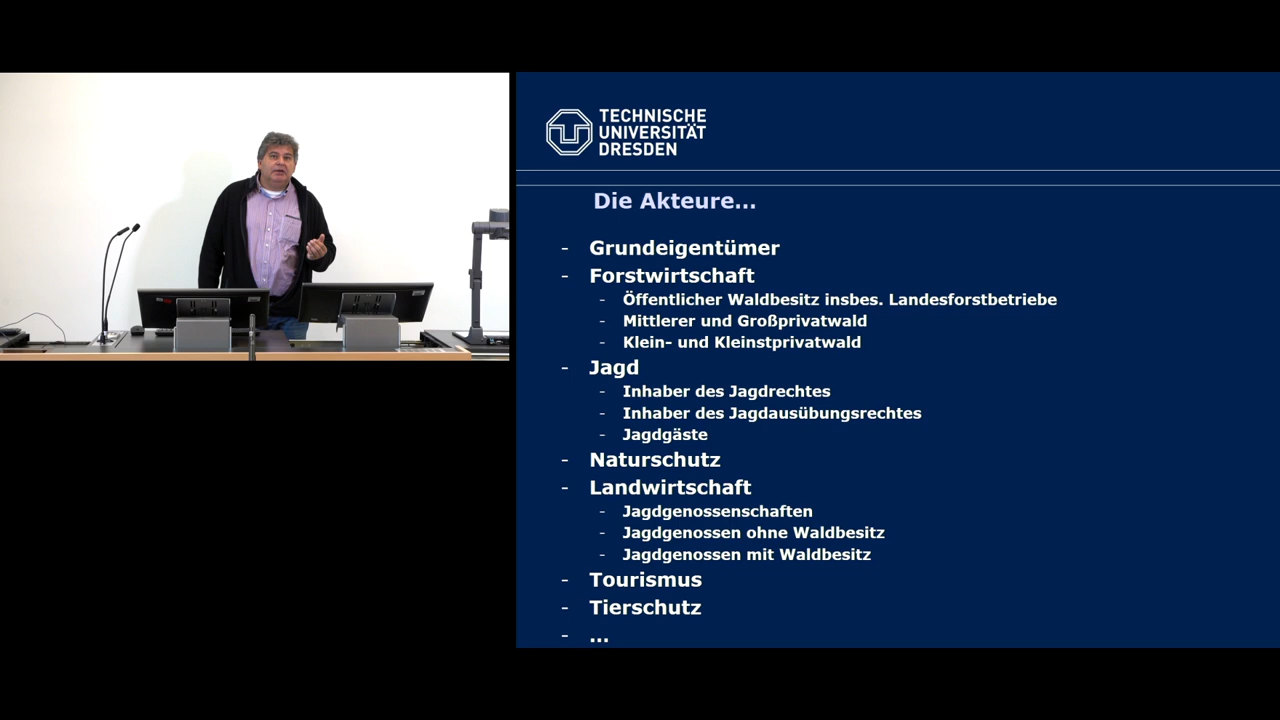 TECHNISCHE
UNIVERSITÄT
DRESDEN
Die Akteure...
- Grundeigentümer
- Forstwirtschaft
- Öffentlicher Waldbesitz insbes. Landesforstbetriebe
- Mittlerer und Großprivatwald
- Klein- und Kleinstprivatwald
- Jagd
- Inhaber des Jagdrechtes
- Inhaber des Jagdausübungsrechtes
- Jagdgäste
- Naturschutz
- Landwirtschaft
- Jagdgenossenschaften
- Jagdgenossen ohne Waldbesitz
- Jagdgenossen mit Waldbesitz
- Tourismus
- Tierschutz
- ...